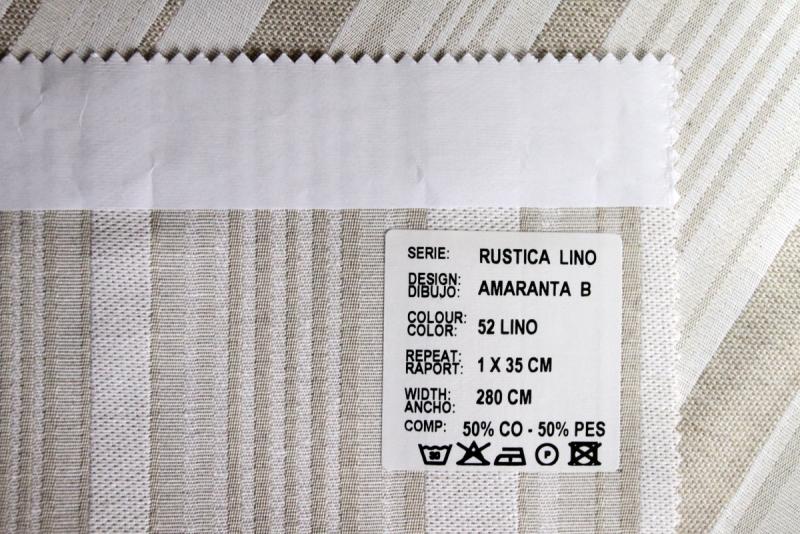 SERIE: RUSTICA LINO
DESIGN:
DIBUJO: AMARANTA B
COLOUR:
COLOR: 52 LINO
REPEAT:
RAPORT: 1 X 35 CM
WIDTH:
ANCHO: 280 CM
COMP: 50% CO - 50% PES
30 P